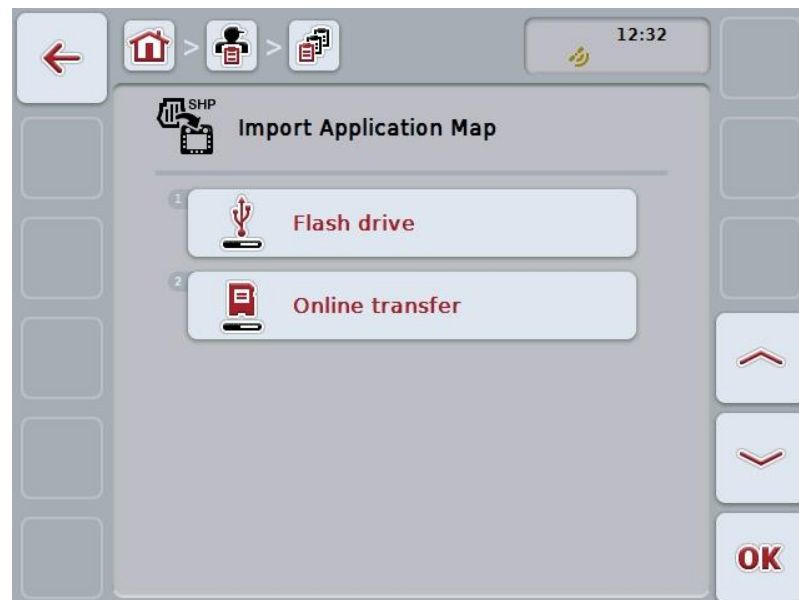 12:32
SHP
Import Application Map
1
Flash drive
2
Online transfer
OK